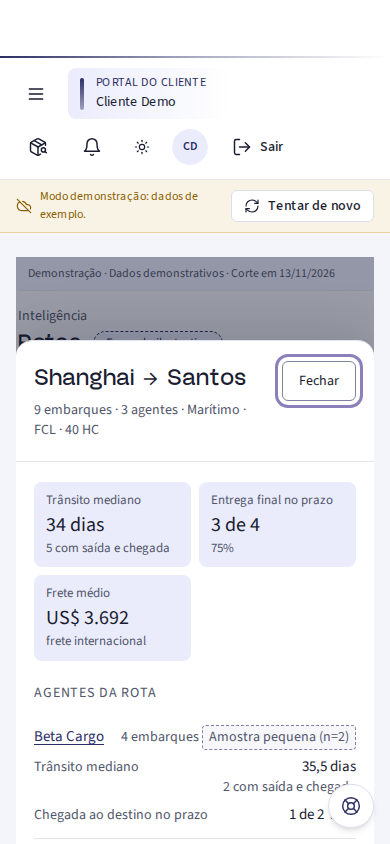 PORTAL DO CLIENTE
Cliente Demo
CD
Sair
Modo demonstração: dados de
exemplo.
Tentar de novo
Demonstração · Dados demonstrativos · Corte em 13/11/2026
Inteligência
Shanghai → Santos
Fechar
9 embarques · 3 agentes · Marítimo ·
FCL · 40 HC
Trânsito mediano
34 dias
5 com saída e chegada
Entrega final no prazo
3 de 4
75%
Frete médio
US$ 3.692
frete internacional
AGENTES DA ROTA
Beta Cargo 4 embarques Amostra pequena (n=2)
Trânsito mediano 35,5 dias
2 com saída e chegada
Chegada ao destino no prazo 1 de 2